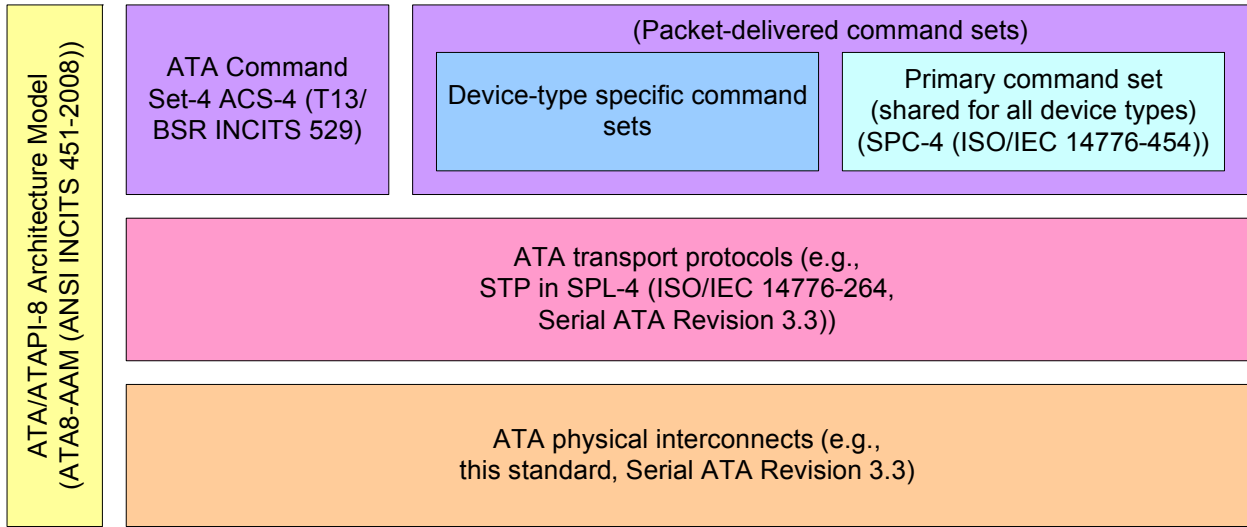 ATA/ATAPI-8 Architecture Model
(ATA8-AAM (ANSI INCITS 451-2008))
ATA Command
Set-4 ACS-4 (T13/
BSR INCITS 529)
(Packet-delivered command sets)
Device-type specific command
sets
Primary command set
(shared for all device types)
(SPC-4 (ISO/IEC 14776-454))
ATA transport protocols (e.g.,
STP in SPL-4 (ISO/IEC 14776-264,
Serial ATA Revision 3.3))
ATA physical interconnects (e.g.,
this standard, Serial ATA Revision 3.3)